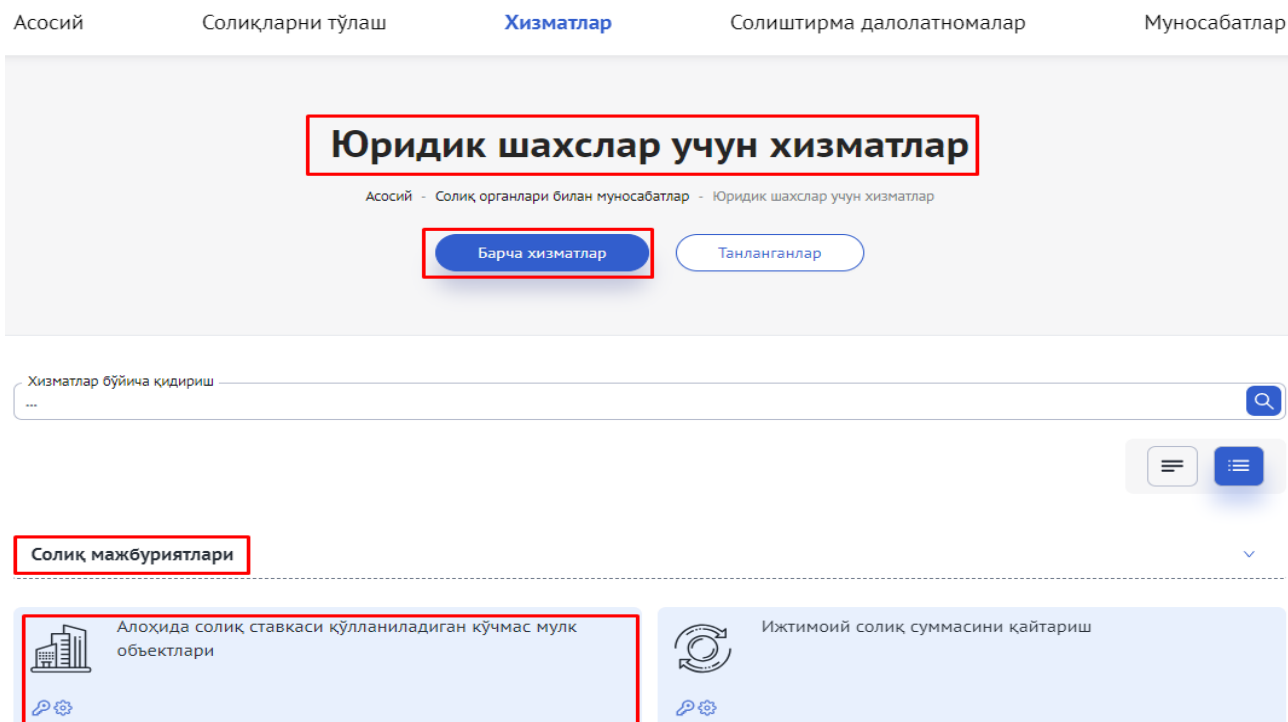 Асосий Солиқларни тўлаш Хизматлар Солиштирма далолатномалар Муносабатлар
Юридик шахслар учун хизматлар
Асосий - Солиқ органлари билан муносабатлар - Юридик шахслар учун хизматлар
Барча хизматлар Танланганлар
Хизматлар бўйича қидириш
...
Солиқ мажбуриятлари
Алоҳида солиқ ставкаси қўлланиладиган кўчмас мулк
объектлари
Ижтимоий солиқ суммасини қайтариш